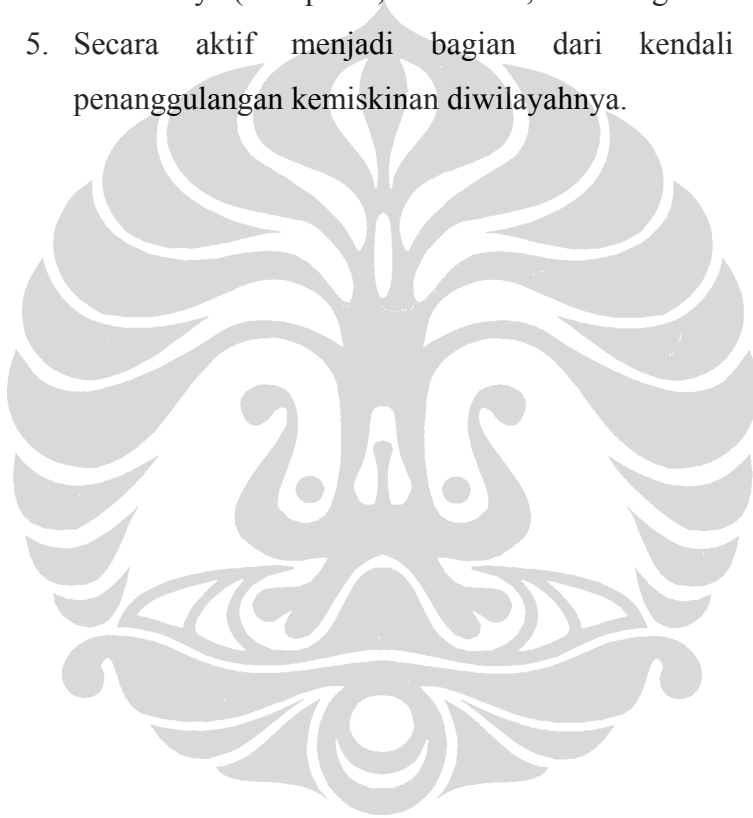 5. Secara aktif menjadi bagian dari kendali
penanggulangan kemiskinan diwilayahnya.